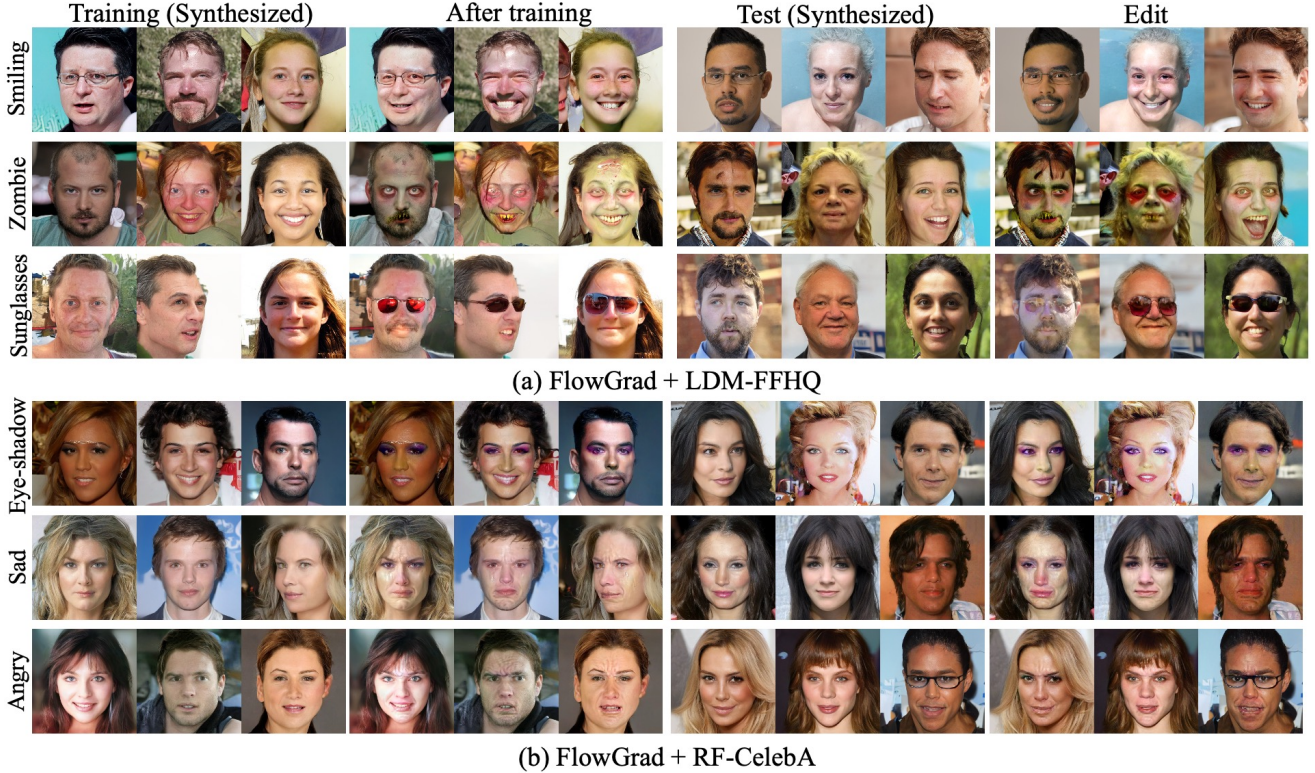 Training (Synthesized)
After training
Test (Synthesized)
Edit
Smiling
Zombie
Sunglasses
(a) FlowGrad + LDM-FFHQ
Eye-shadow
Sad
Angry
(b) FlowGrad + RF-CelebA